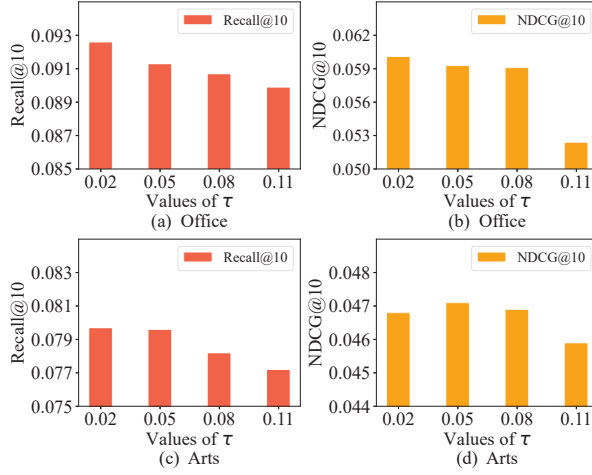 Recall@10
0.093
0.091
0.089
0.087
0.085
Recall@10
0.02 0.05 0.08 0.11
Values of τ
(a) Office
NDCG@10
0.062
0.059
0.056
0.053
0.050
NDCG@10
0.02 0.05 0.08 0.11
Values of τ
(b) Office
Recall@10
0.083
0.081
0.079
0.077
0.075
Recall@10
0.02 0.05 0.08 0.11
Values of τ
(c) Arts
NDCG@10
0.048
0.047
0.046
0.045
0.044
NDCG@10
0.02 0.05 0.08 0.11
Values of τ
(d) Arts